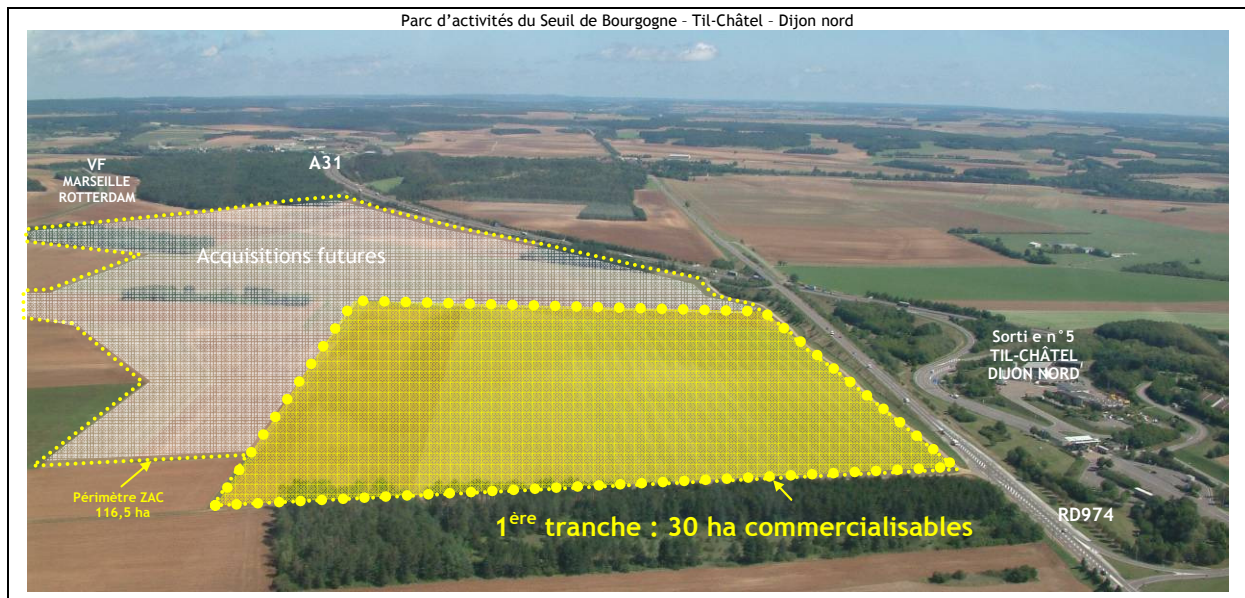 Parc d'activités du Seuil de Bourgogne - Til-Châtel - Dijon nord
VF
MARSEILLE
ROTTERDAM
A31
Acquisitions futures
Sorti e n°5
TIL-CHÂTEL,
DIJON NORD
Périmètre ZAC
116,5 ha
1ère tranche : 30 ha commercialisables
RD974